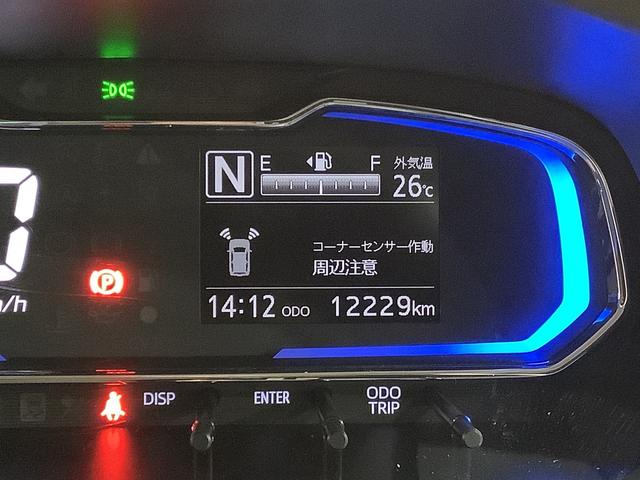 N
E F
外気温
26℃
コーナーセンサー作動
周辺注意
14:12 ODO 12229km
P
DISP ENTER ODO
TRIP